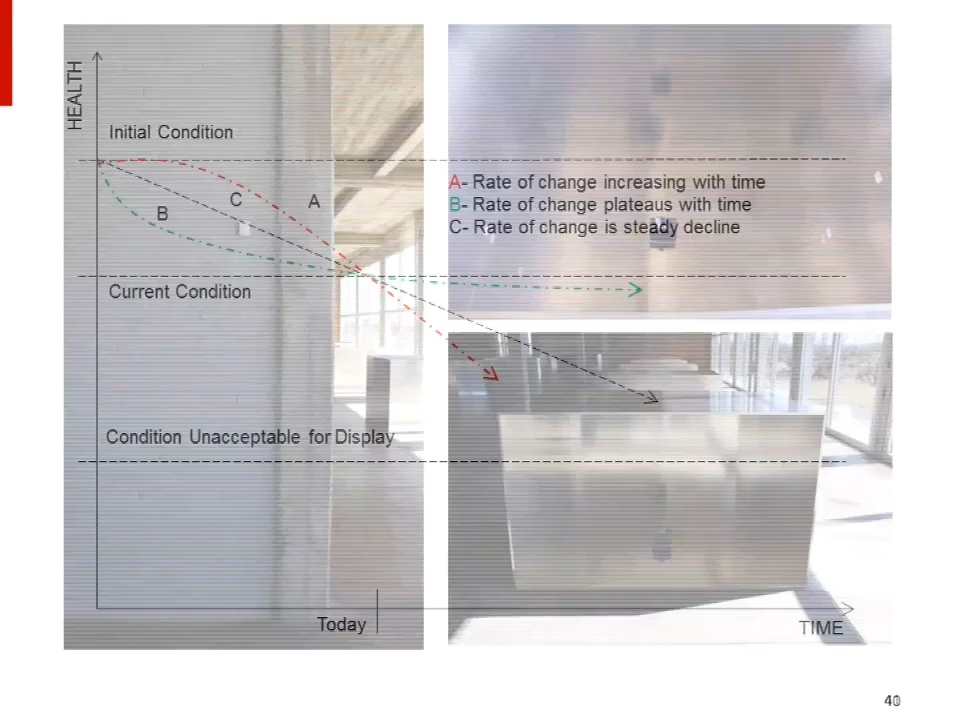 HEALTH
Initial Condition
A- Rate of change increasing with time
B- Rate of change plateaus with time
C- Rate of change is steady decline
C
A
B
Current Condition
Condition Unacceptable for Display
Today
TIME